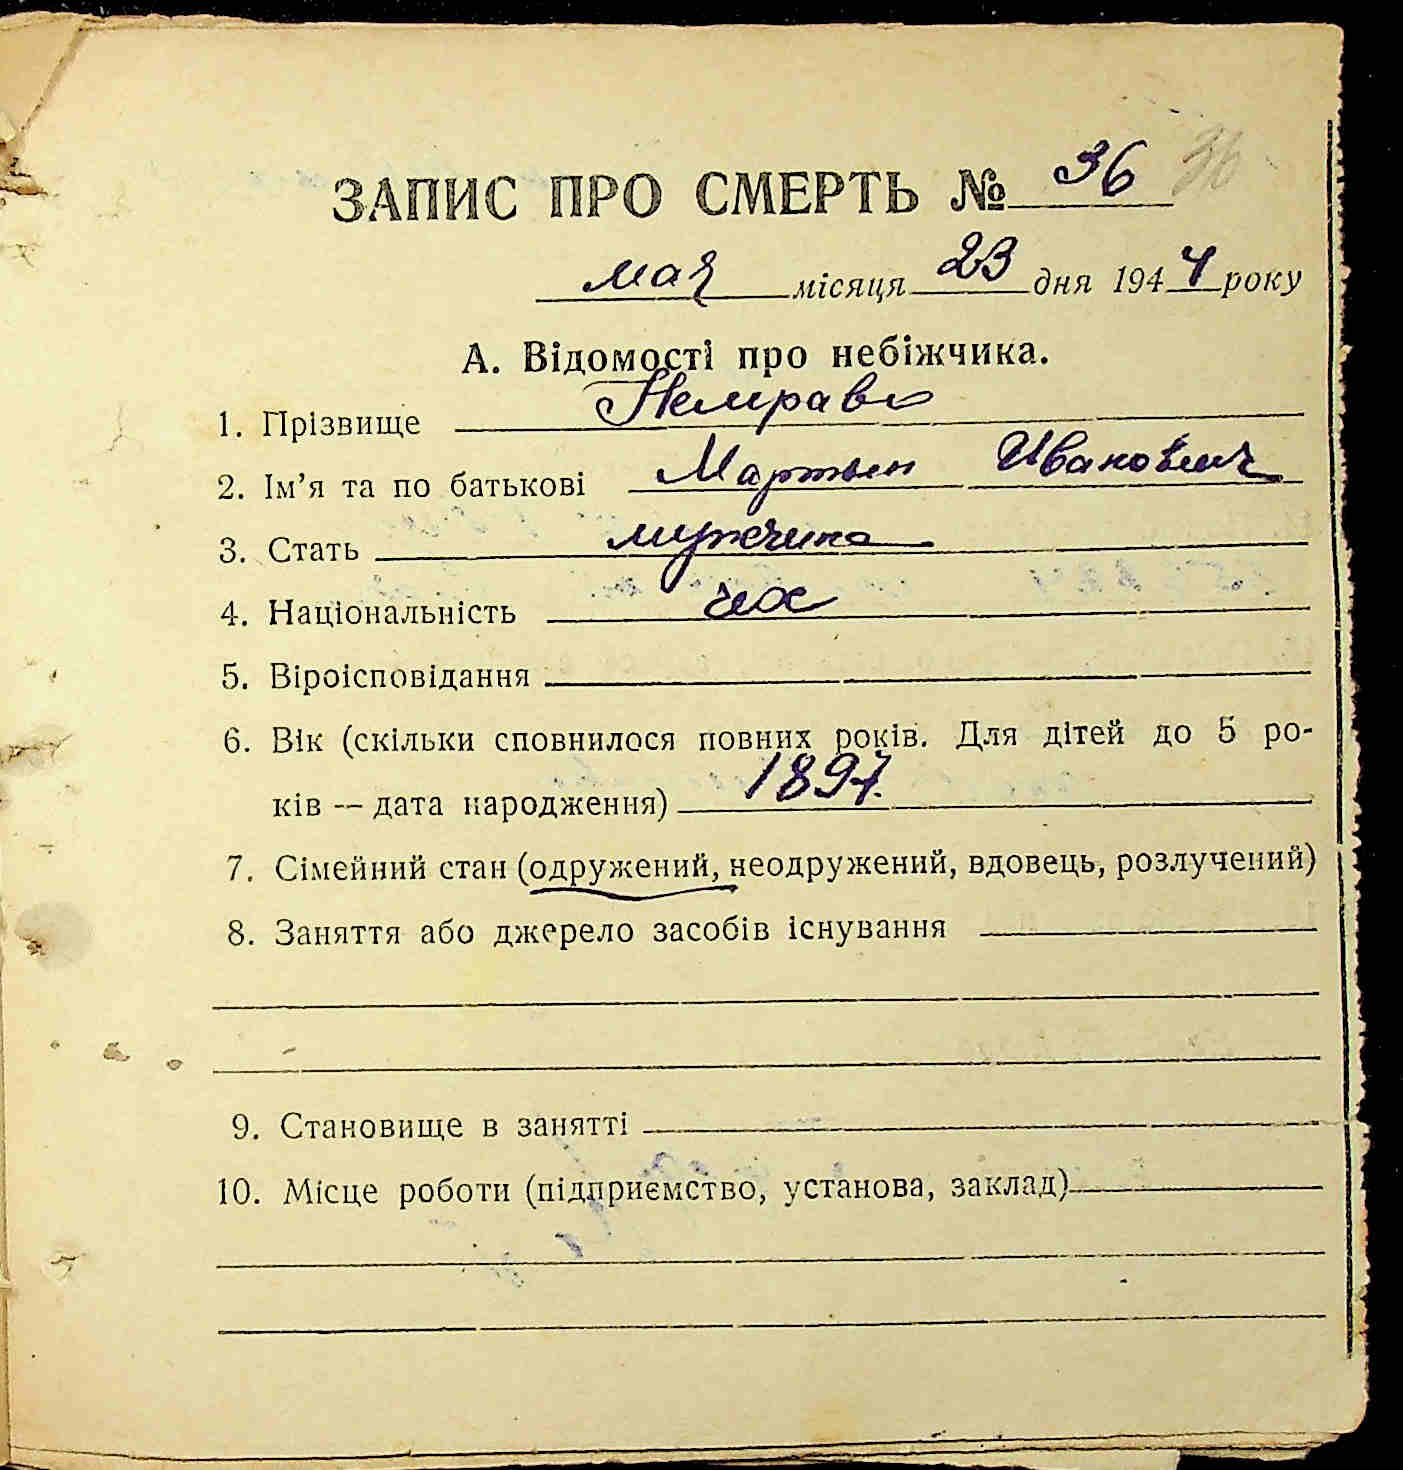 ЗАПИС ПРО СМЕРТЬ № 36 36
мая місяця 23 дня 1944 року
А. Відомості про небіжчика.
1. Прізвище
2. Ім'я та по батькові Мартын Иванович
3. Стать мужчина
4. Національність чех
5. Віроісповідання
6. Вік (скільки сповнилося повних років. Для дітей до 5 ро-
ків — дата народження) 1897.
7. Сімейний стан (одружений, неодружений, вдовець, розлучений)
8. Заняття або джерело засобів існування
9. Становище в занятті
10. Місце роботи (підприємство, установа, заклад)